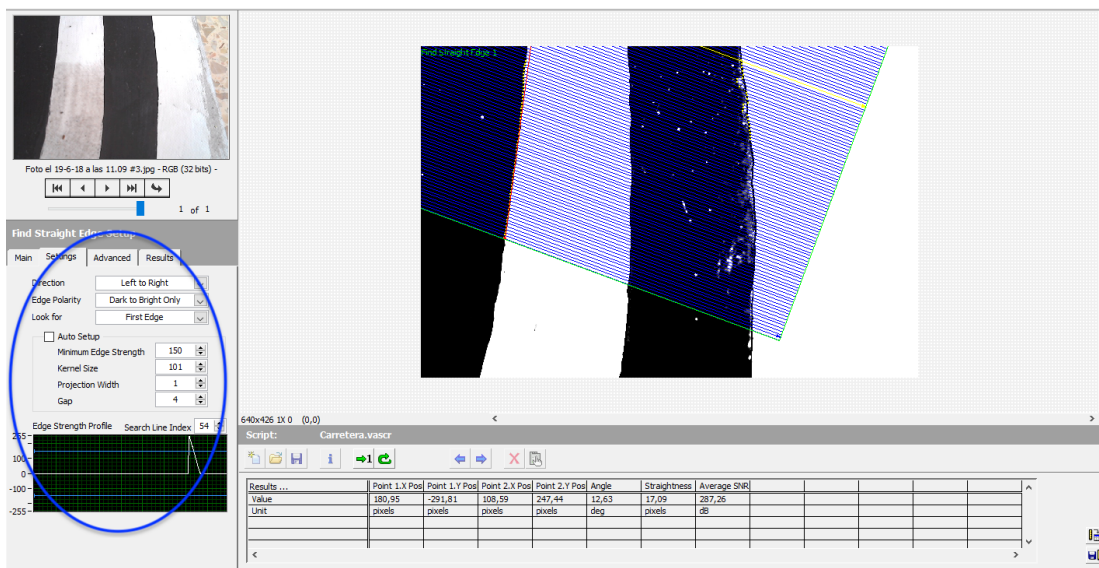 Foto el 19-6-18 a las 11.09 #3.jpg - RGB (32 bits) -
1 of 1
Find Straight Edge Setup
Main Settings Advanced Results
Direction Left to Right
Edge Polarity Dark to Bright Only
Look for First Edge
Auto Setup
Minimum Edge Strength 150
Kernel Size 101
Projection Width 1
Gap 4
Edge Strength Profile Search Line Index 54
255
100
0
-100
-255
Find Straight Edge 1
640x426 1X 0 (0,0)
Script: Carretera.vascr
1
Results ... Point 1.X Pos Point 1.Y Pos Point 2.X Pos Point 2.Y Pos Angle Straightness Average SNR
Value 180,95 -291,81 108,59 247,44 12,63 17,09 287,26
Unit pixels pixels pixels pixels deg pixels dB